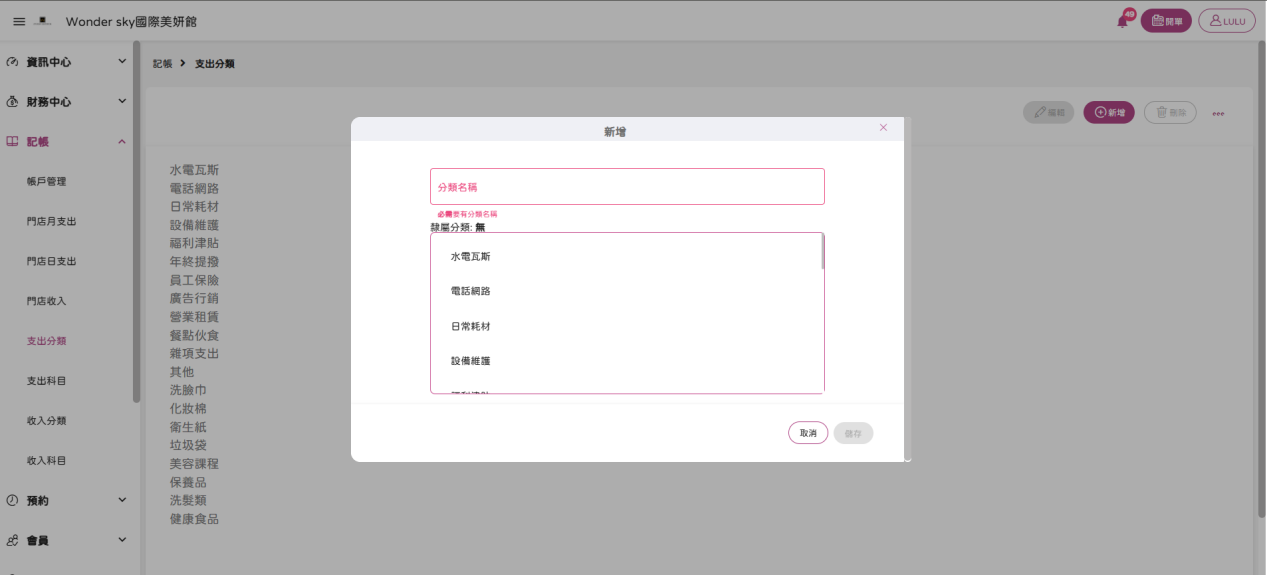 Wonder sky國際美妍館
49
開單
LULU
資訊中心
財務中心
記帳
帳戶管理
門店月支出
門店日支出
門店收入
支出分類
支出科目
收入分類
收入科目
預約
會員
記帳 > 支出分類
編輯
新增
刪除
水電瓦斯
電話網路
日常耗材
設備維護
福利津貼
年終提撥
員工保險
廣告行銷
營業租賃
餐點伙食
雜項支出
其他
洗臉巾
化妝棉
衛生紙
垃圾袋
美容課程
保養品
洗髮類
健康食品
新增
分類名稱
必需要有分類名稱
隸屬分類: 無
水電瓦斯
電話網路
日常耗材
設備維護
取消
儲存